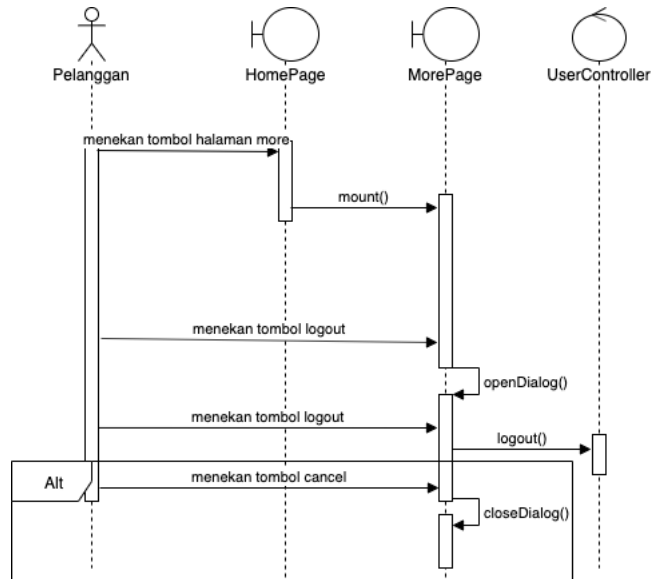 Pelanggan
HomePage
MorePage
UserController
menekan tombol halaman more
mount()
menekan tombol logout
openDialog()
menekan tombol logout
logout()
Alt
menekan tombol cancel
closeDialog()